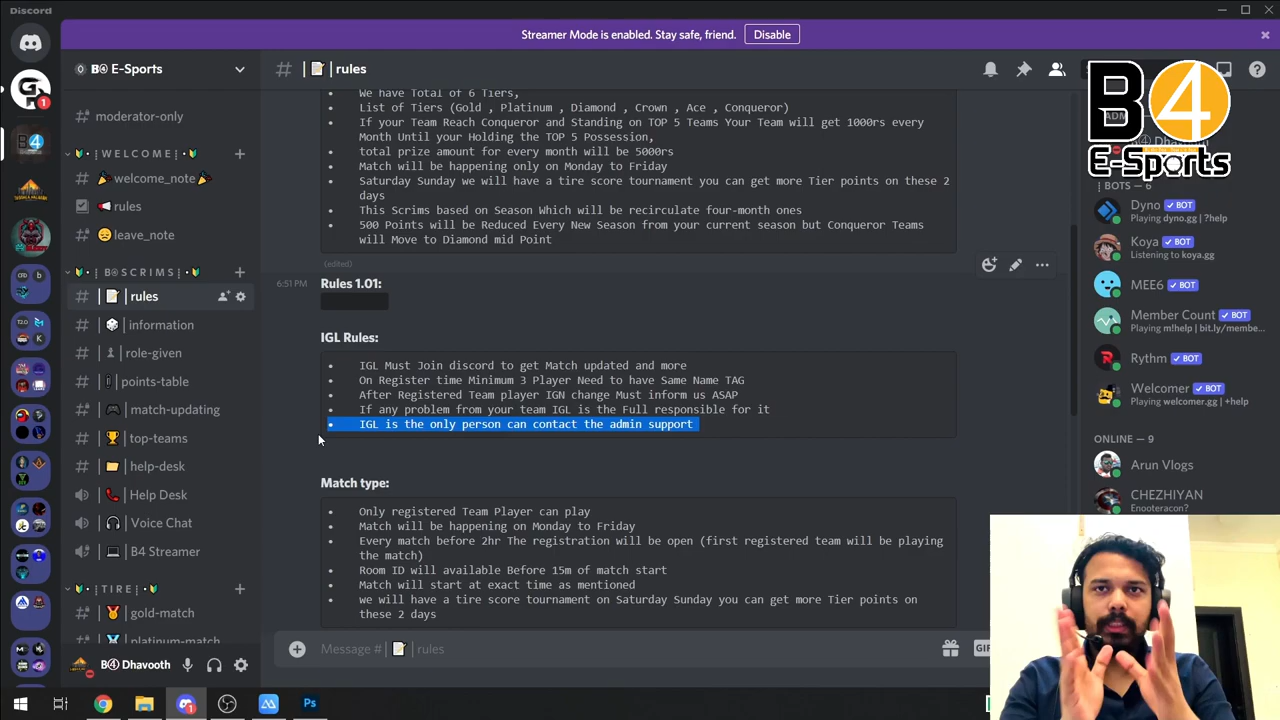 Discord
Streamer Mode is enabled. Stay safe, friend.
Disable
B4 E-Sports
# rules
moderator-only
WELCOME
welcome_note
rules
leave_note
B4 SCRIMS
rules
information
role-given
points-table
match-updating
top-teams
help-desk
Help Desk
Voice Chat
B4 Streamer
TIRE
gold-match
platinum-match
B4 Dhavooth
• We have Total of 6 Tiers,
• List of Tiers (Gold , Platinum , Diamond , Crown , Ace , Conqueror)
• If your Team Reach Conqueror and Standing on TOP 5 Teams Your Team will get 1000rs every
Month Until your Holding the TOP 5 Possession,
• total prize amount for every month will be 5000rs
• Match will be happening only on Monday to Friday
• Saturday Sunday we will have a tire score tournament you can get more Tier points on these 2
days
• This Scrims based on Season Which will be recirculate four-month ones
• 500 Points will be Reduced Every New Season from your current season but Conqueror Teams
will Move to Diamond mid Point
(edited)
6:51 PM
Rules 1.01:
IGL Rules:
• IGL Must Join discord to get Match updated and more
• On Register time Minimum 3 Player Need to have Same Name TAG
• After Registered Team player IGN change Must inform us ASAP
• If any problem from your team IGL is the Full responsible for it
• IGL is the only person can contact the admin support
Match type:
• Only registered Team Player can play
• Match will be happening on Monday to Friday
• Every match before 2hr The registration will be open (first registered team will be playing
the match)
• Room ID will available Before 15m of match start
• Match will start at exact time as mentioned
• we will have a tire score tournament on Saturday Sunday you can get more Tier points on
these 2 days
Message # rules
GIF
B4
E-Sports
BOTS — 6
Dyno BOT
Playing dyno.gg | ?help
Koya BOT
Listening to koya.gg
MEE6 BOT
Member Count BOT
Playing m!help | bit.ly/membe...
Rythm BOT
Welcomer BOT
Playing welcomer.gg | +help
ONLINE — 9
Arun Vlogs
CHEZHIYAN
Enooteracon?